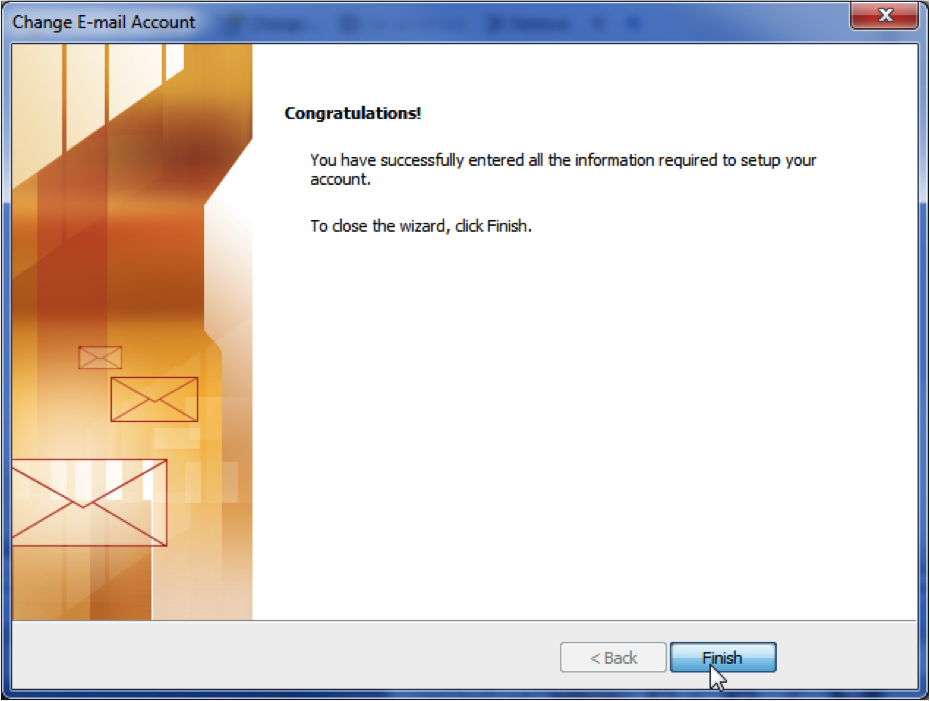 Change E-mail Account
Congratulations!
You have successfully entered all the information required to setup your
account.
To close the wizard, click Finish.
< Back
Finish